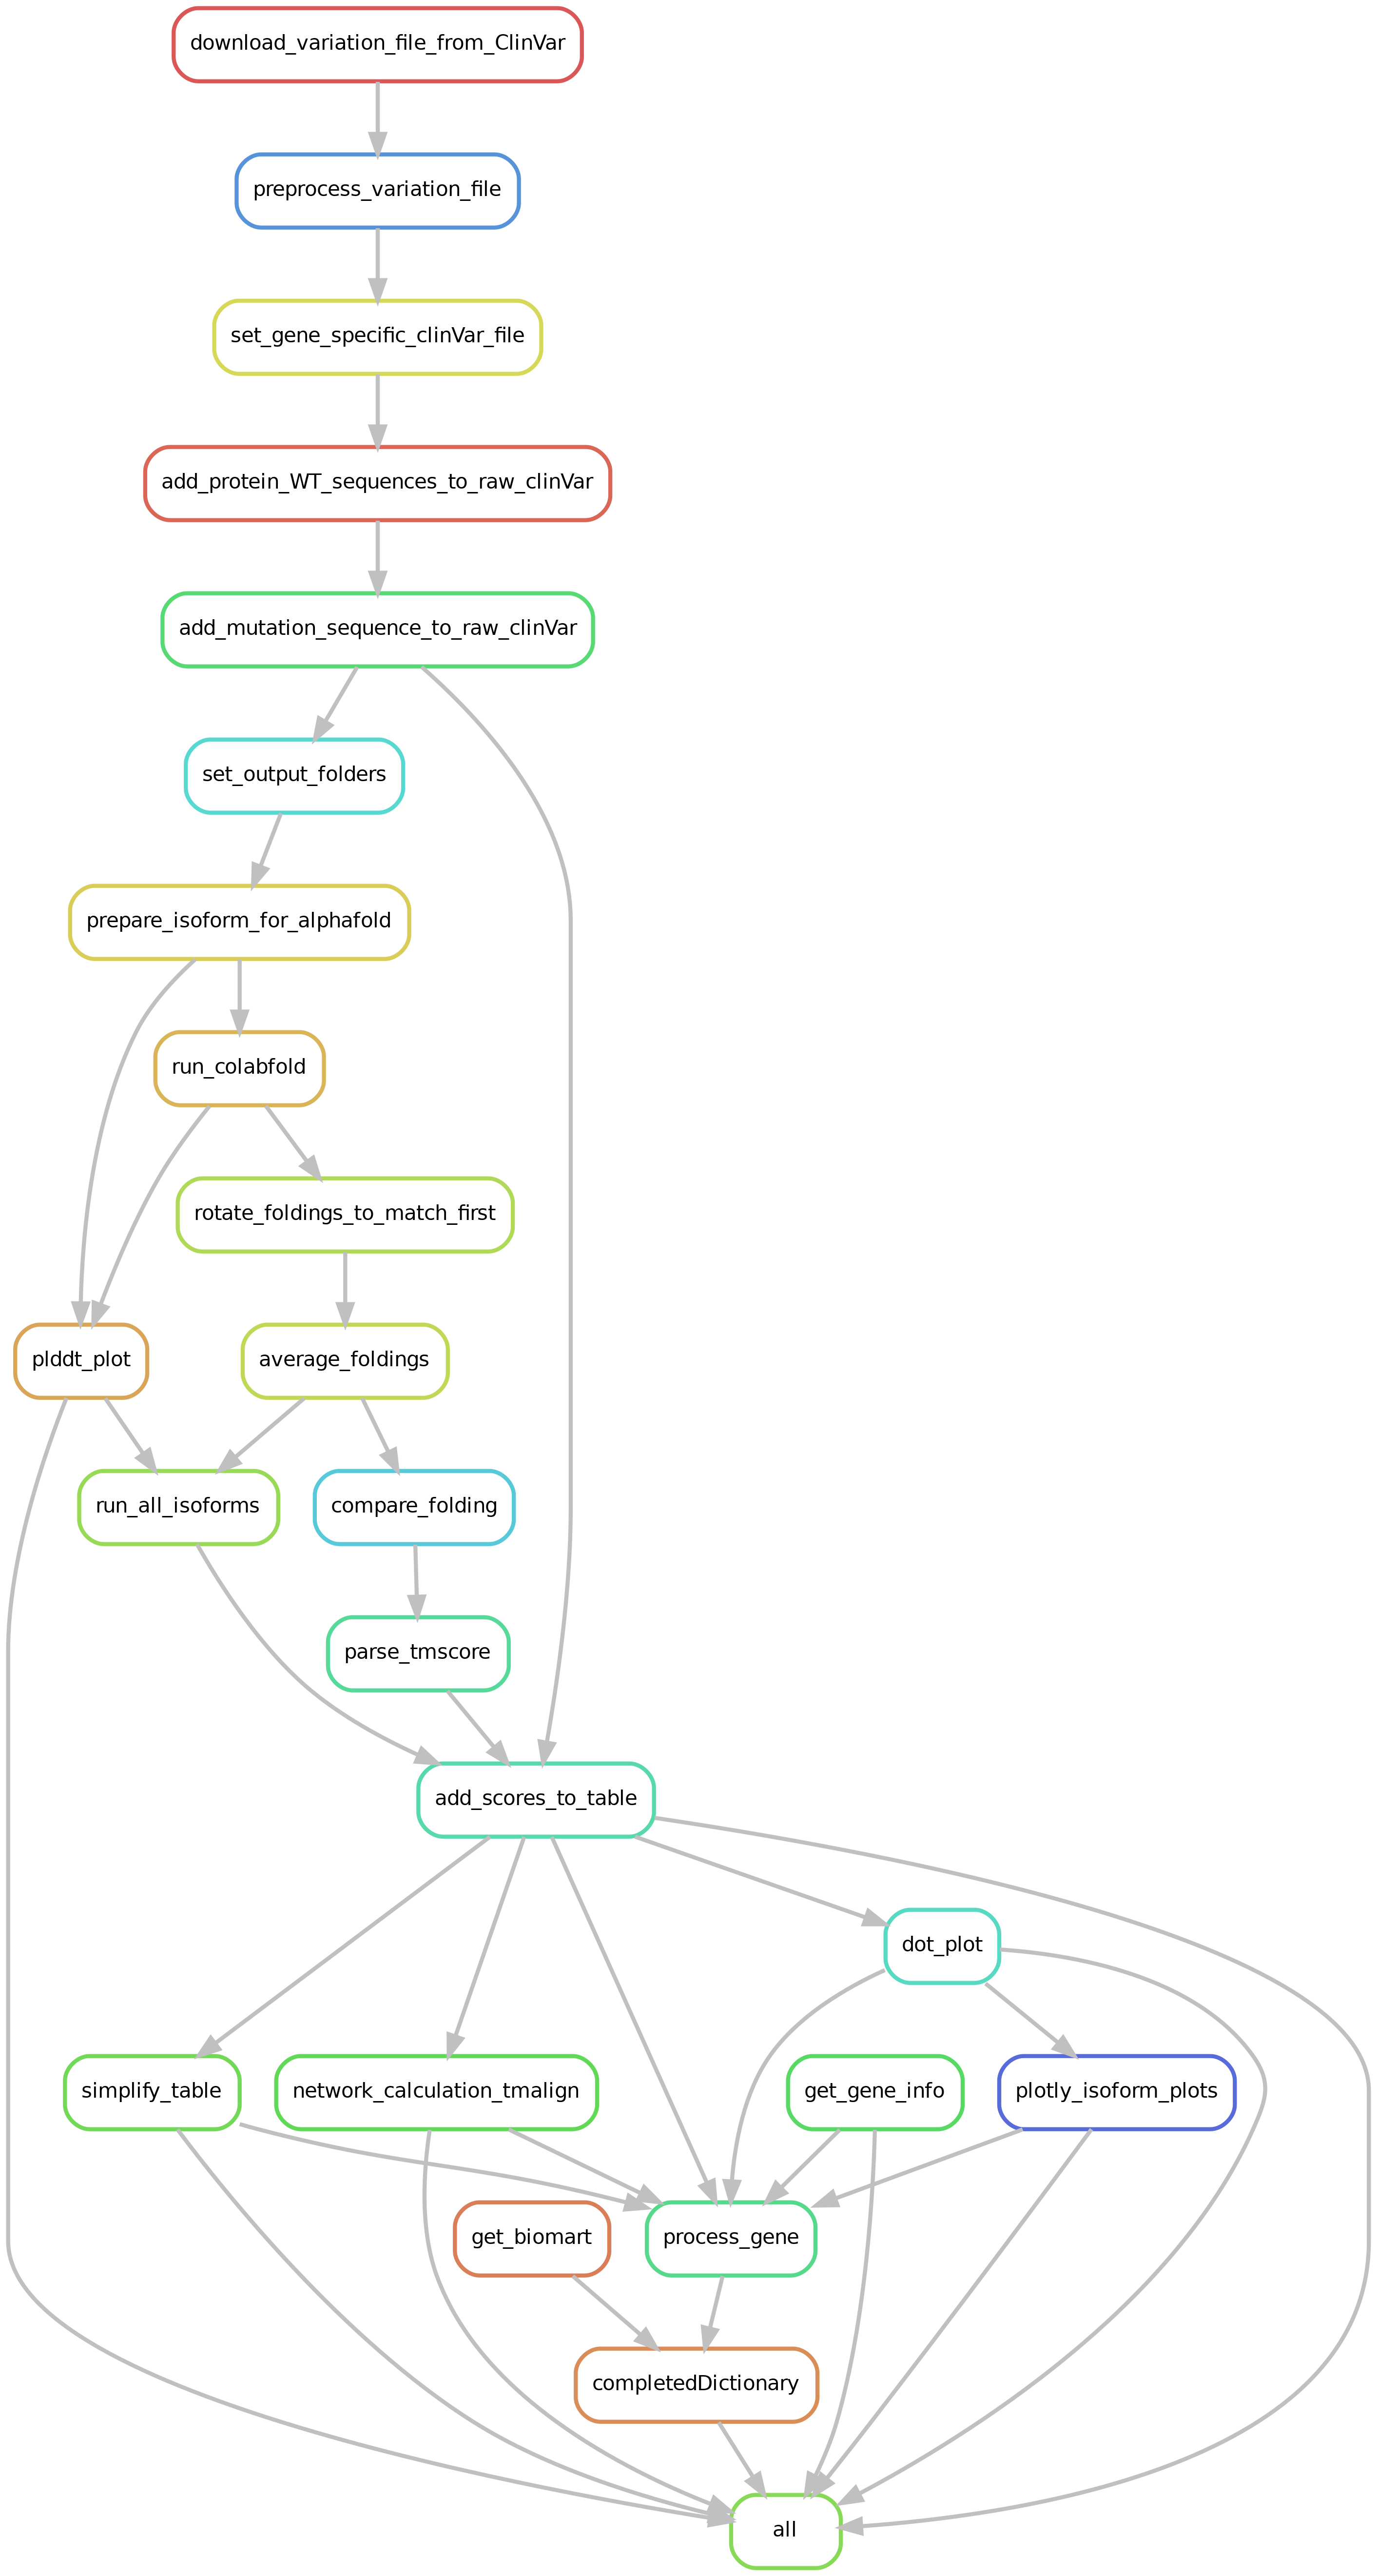 download_variation_file_from_ClinVar
preprocess_variation_file
set_gene_specific_clinVar_file
add_protein_WT_sequences_to_raw_clinVar
add_mutation_sequence_to_raw_clinVar
set_output_folders
prepare_isoform_for_alphafold
run_colabfold
rotate_foldings_to_match_first
plddt_plot
average_foldings
run_all_isoforms
compare_folding
parse_tmscore
add_scores_to_table
dot_plot
simplify_table
network_calculation_tmalign
get_gene_info
plotly_isoform_plots
get_biomart
process_gene
completedDictionary
all